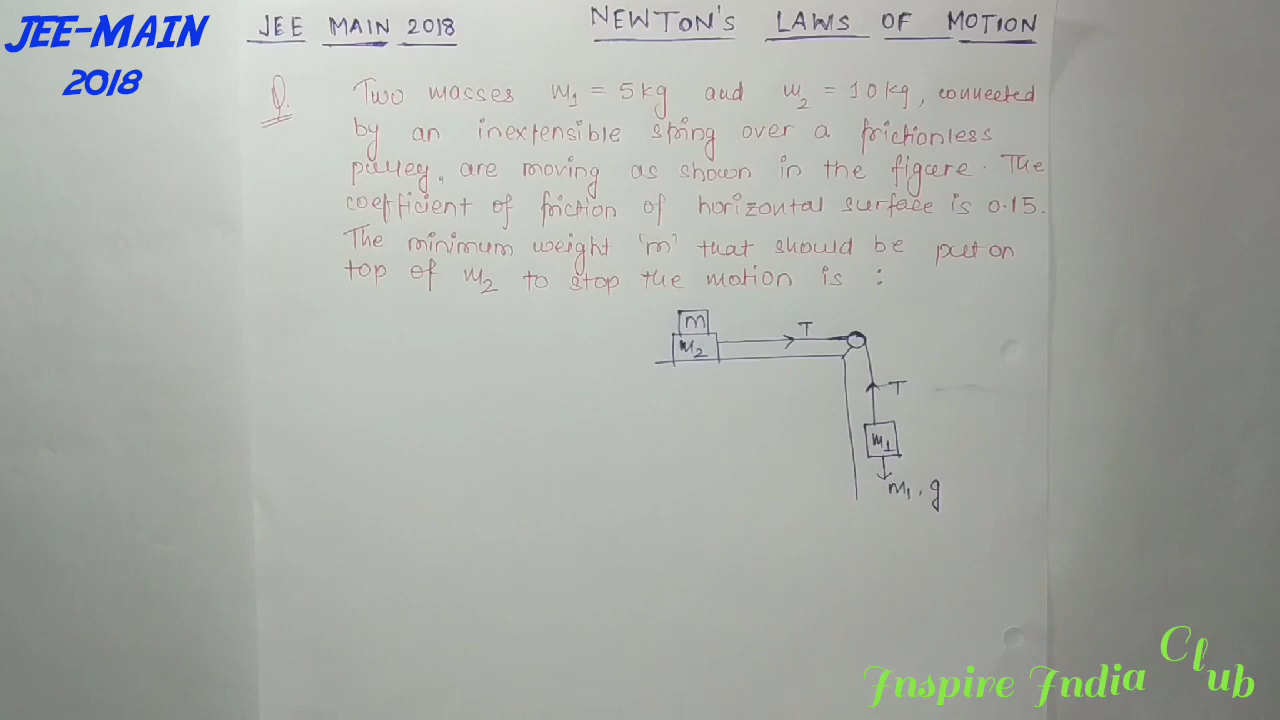 JEE-MAIN
2018
JEE MAIN 2018 NEWTON'S LAWS OF MOTION
Q. Two masses m1 = 5kg and m2 = 10kg, connected
by an inextensible string over a frictionless
pulley, are moving as shown in the figure. The
coefficient of friction of horizontal surface is 0.15.
The minimum weight 'm' that should be put on
top of m2 to stop the motion is :
m
m2
T
T
m1
m1.g
Inspire India Club